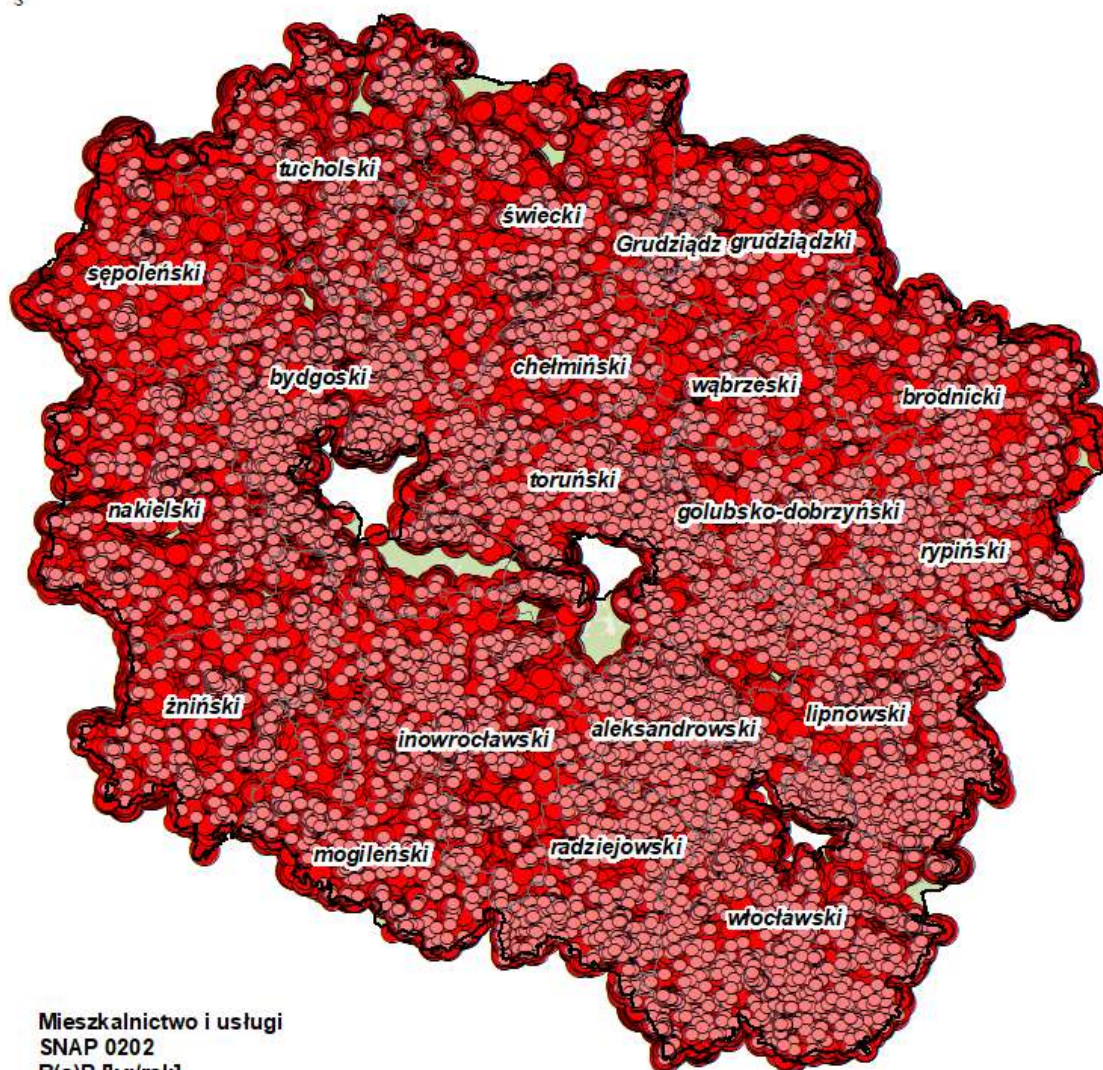 tucholski
świecki
Grudziądz grudziądzki
sępoleński
chełmiński
bydgoski
wąbrzeski
brodnicki
toruński
nakielski
golubsko-dobrzyński
rypiński
żniński
lipnowski
aleksandrowski
inowrocławski
radziejowski
mogileński
włocławski
Mieszkalnictwo i usługi
SNAP 0202